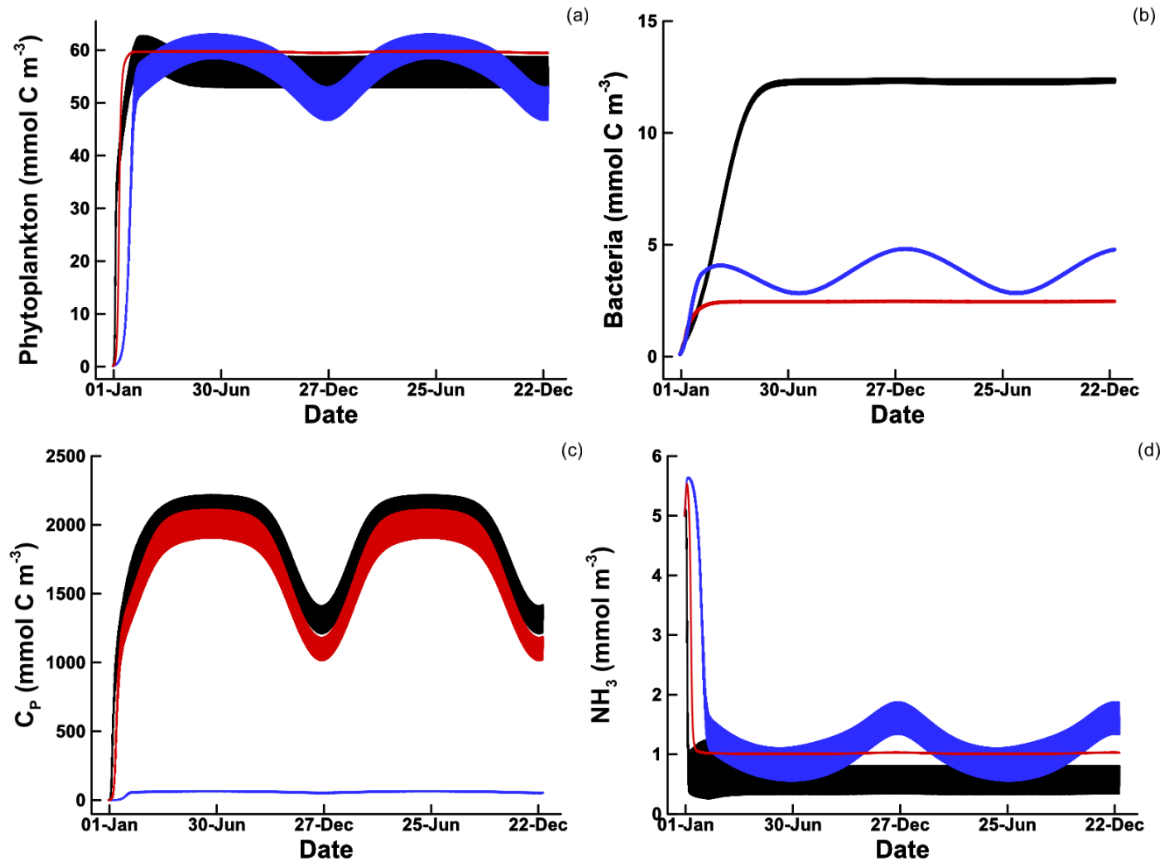 (a)
Phytoplankton (mmol C m⁻³)
60
50
40
30
20
10
0
01-Jan 30-Jun 27-Dec 25-Jun 22-Dec
Date
(b)
Bacteria (mmol C m⁻³)
15
10
5
0
01-Jan 30-Jun 27-Dec 25-Jun 22-Dec
Date
(c)
C_P (mmol C m⁻³)
2500
2000
1500
1000
500
0
01-Jan 30-Jun 27-Dec 25-Jun 22-Dec
Date
(d)
NH₃ (mmol m⁻³)
6
5
4
3
2
1
0
01-Jan 30-Jun 27-Dec 25-Jun 22-Dec
Date